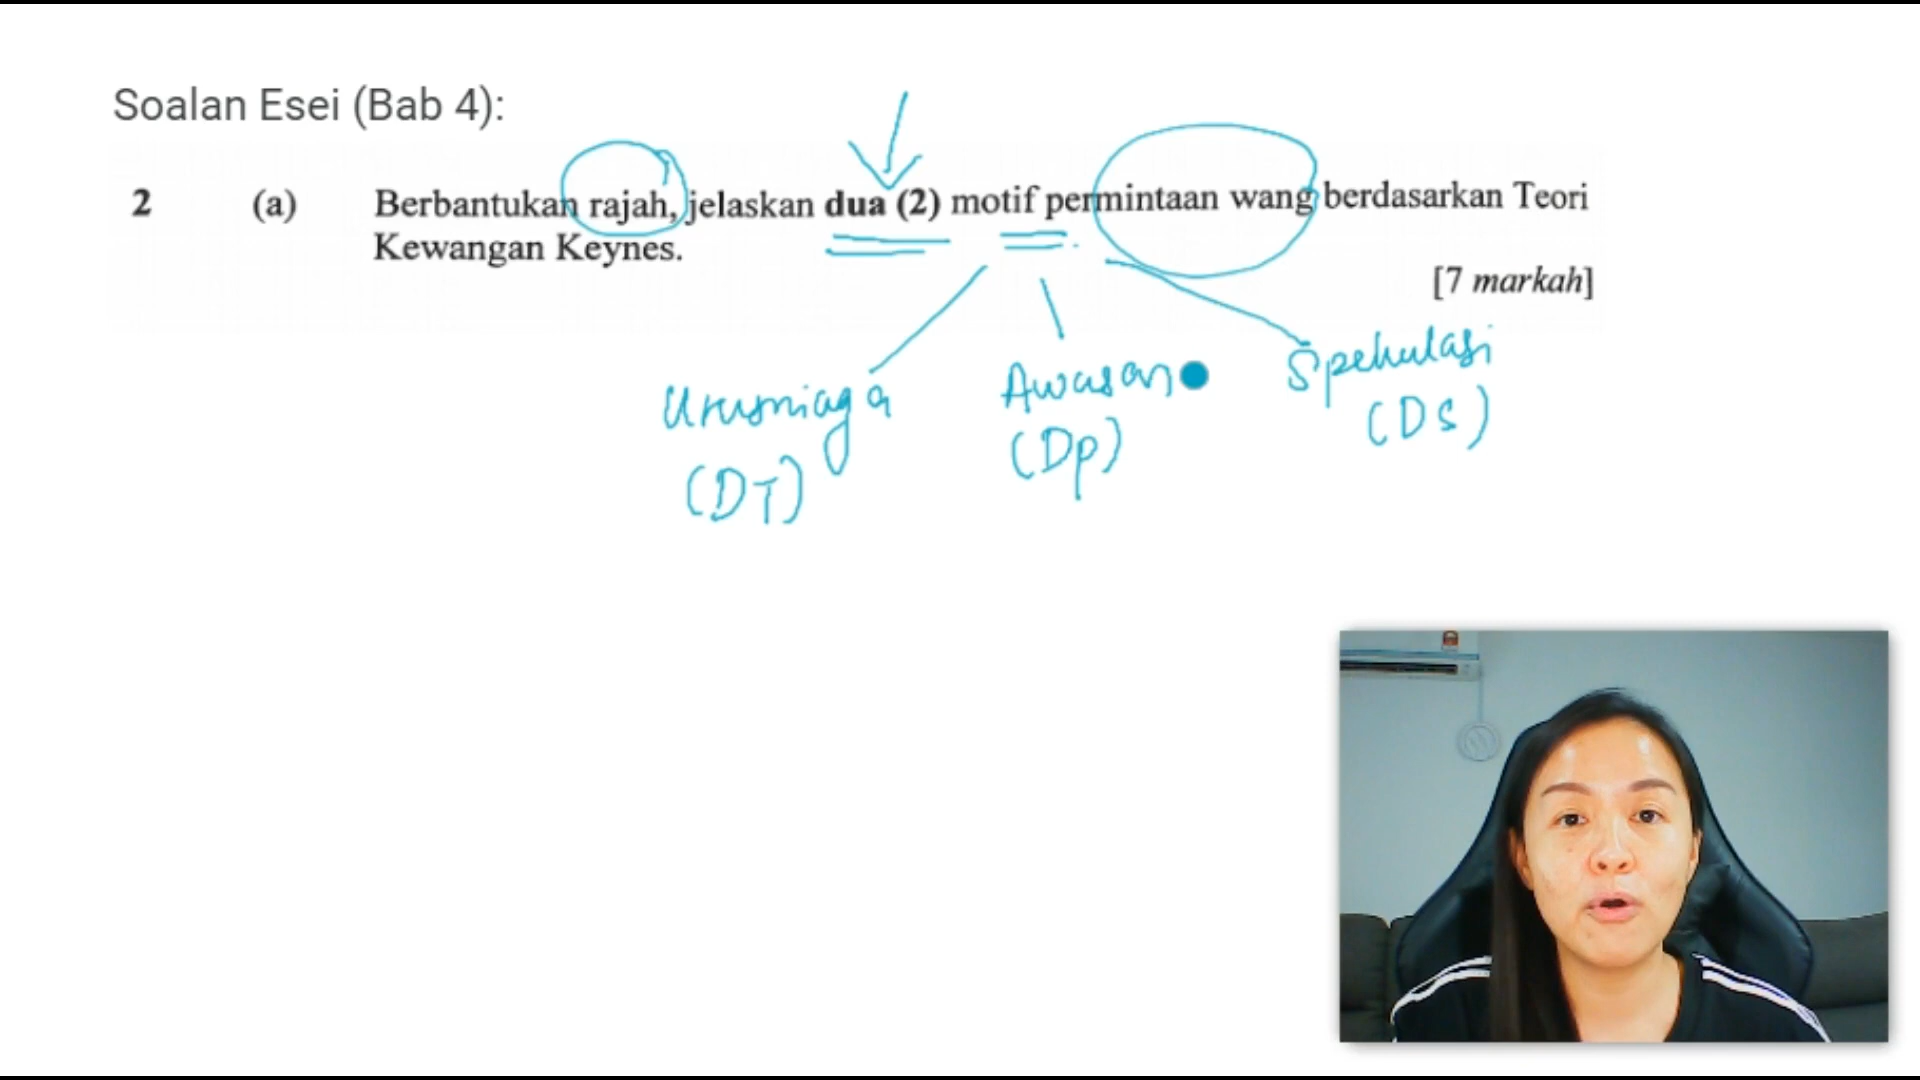 Soalan Esei (Bab 4):
2 (a) Berbantukan rajah, jelaskan dua (2) motif permintaan wang berdasarkan Teori
Kewangan Keynes.
[7 markah]
Urusniaga
(DT)
Awasan
(Dp)
Spekulasi
(DS)